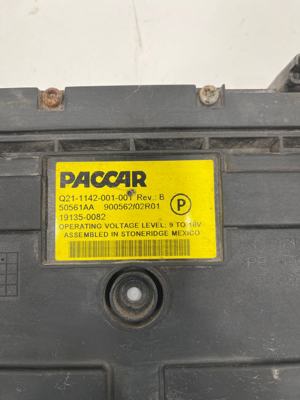 PACCAR
Q21-1142-001-001 Rev.: B
50561AA 900562/02R01
P
19135-0082
OPERATING VOLTAGE LEVEL: 9 TO 16V
ASSEMBLED IN STONERIDGE MEXICO